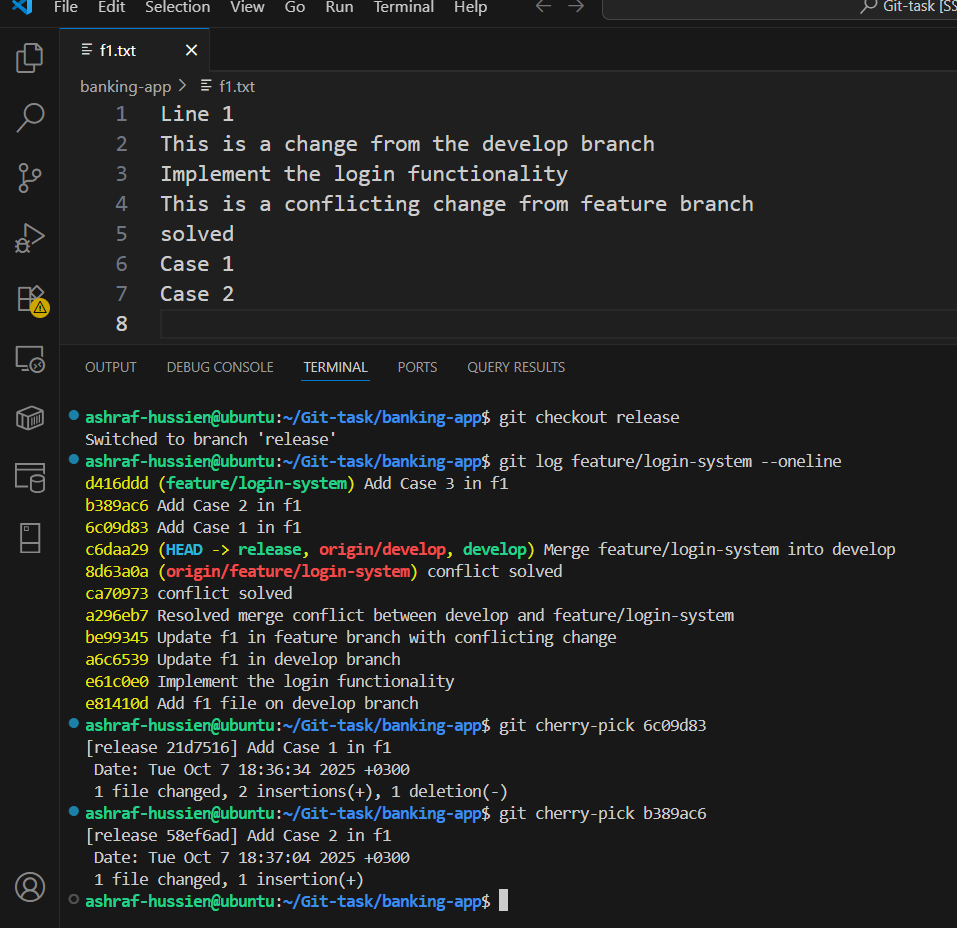 File Edit Selection View Go Run Terminal Help Git-task [SS
f1.txt
banking-app > f1.txt
1 Line 1
2 This is a change from the develop branch
3 Implement the login functionality
4 This is a conflicting change from feature branch
5 solved
6 Case 1
7 Case 2
8
OUTPUT DEBUG CONSOLE TERMINAL PORTS QUERY RESULTS
ashraf-hussien@ubuntu:~/Git-task/banking-app$ git checkout release
Switched to branch 'release'
ashraf-hussien@ubuntu:~/Git-task/banking-app$ git log feature/login-system --oneline
d416ddd (feature/login-system) Add Case 3 in f1
b389ac6 Add Case 2 in f1
6c09d83 Add Case 1 in f1
c6daa29 (HEAD -> release, origin/develop, develop) Merge feature/login-system into develop
8d63a0a (origin/feature/login-system) conflict solved
ca70973 conflict solved
a296eb7 Resolved merge conflict between develop and feature/login-system
be99345 Update f1 in feature branch with conflicting change
a6c6539 Update f1 in develop branch
e61c0e0 Implement the login functionality
e81410d Add f1 file on develop branch
ashraf-hussien@ubuntu:~/Git-task/banking-app$ git cherry-pick 6c09d83
[release 21d7516] Add Case 1 in f1
Date: Tue Oct 7 18:36:34 2025 +0300
1 file changed, 2 insertions(+), 1 deletion(-)
ashraf-hussien@ubuntu:~/Git-task/banking-app$ git cherry-pick b389ac6
[release 58ef6ad] Add Case 2 in f1
Date: Tue Oct 7 18:37:04 2025 +0300
1 file changed, 1 insertion(+)
ashraf-hussien@ubuntu:~/Git-task/banking-app$